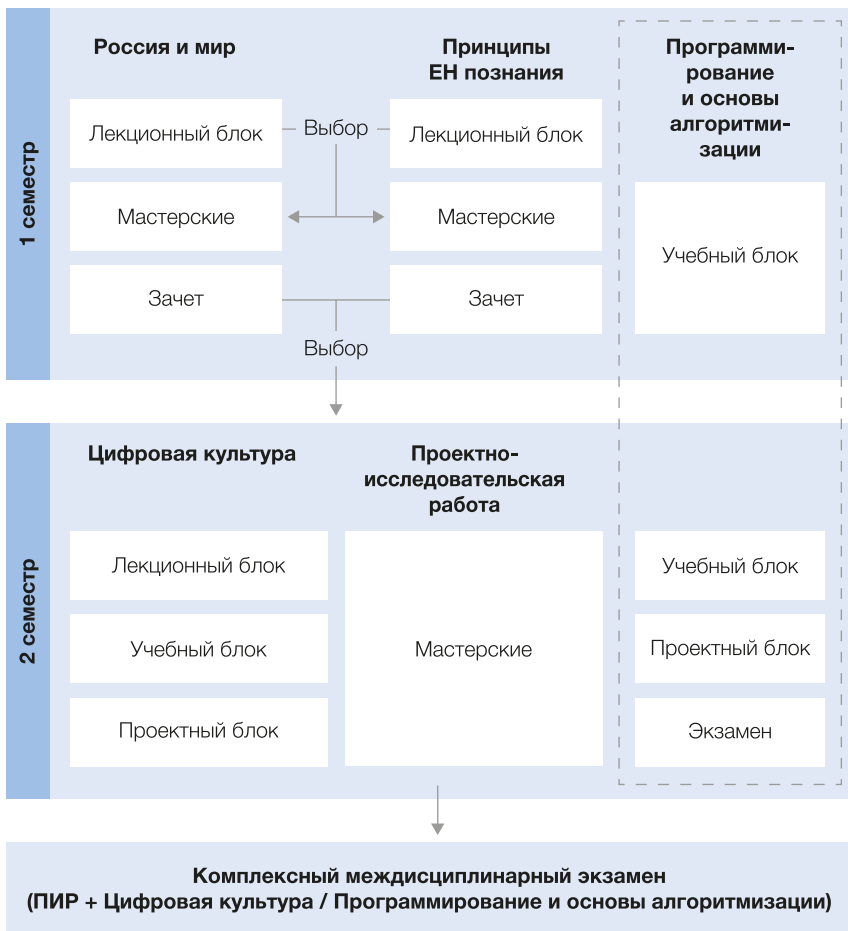 1 семестр
Россия и мир
Принципы
ЕН познания
Программи-
рование
и основы
алгоритми-
зации
Лекционный блок
Выбор
Лекционный блок
Мастерские
Мастерские
Учебный блок
Зачет
Зачет
Выбор
2 семестр
Цифровая культура
Проектно-
исследовательская
работа
Лекционный блок
Учебный блок
Учебный блок
Мастерские
Проектный блок
Проектный блок
Экзамен
Комплексный междисциплинарный экзамен
(ПИР + Цифровая культура / Программирование и основы алгоритмизации)